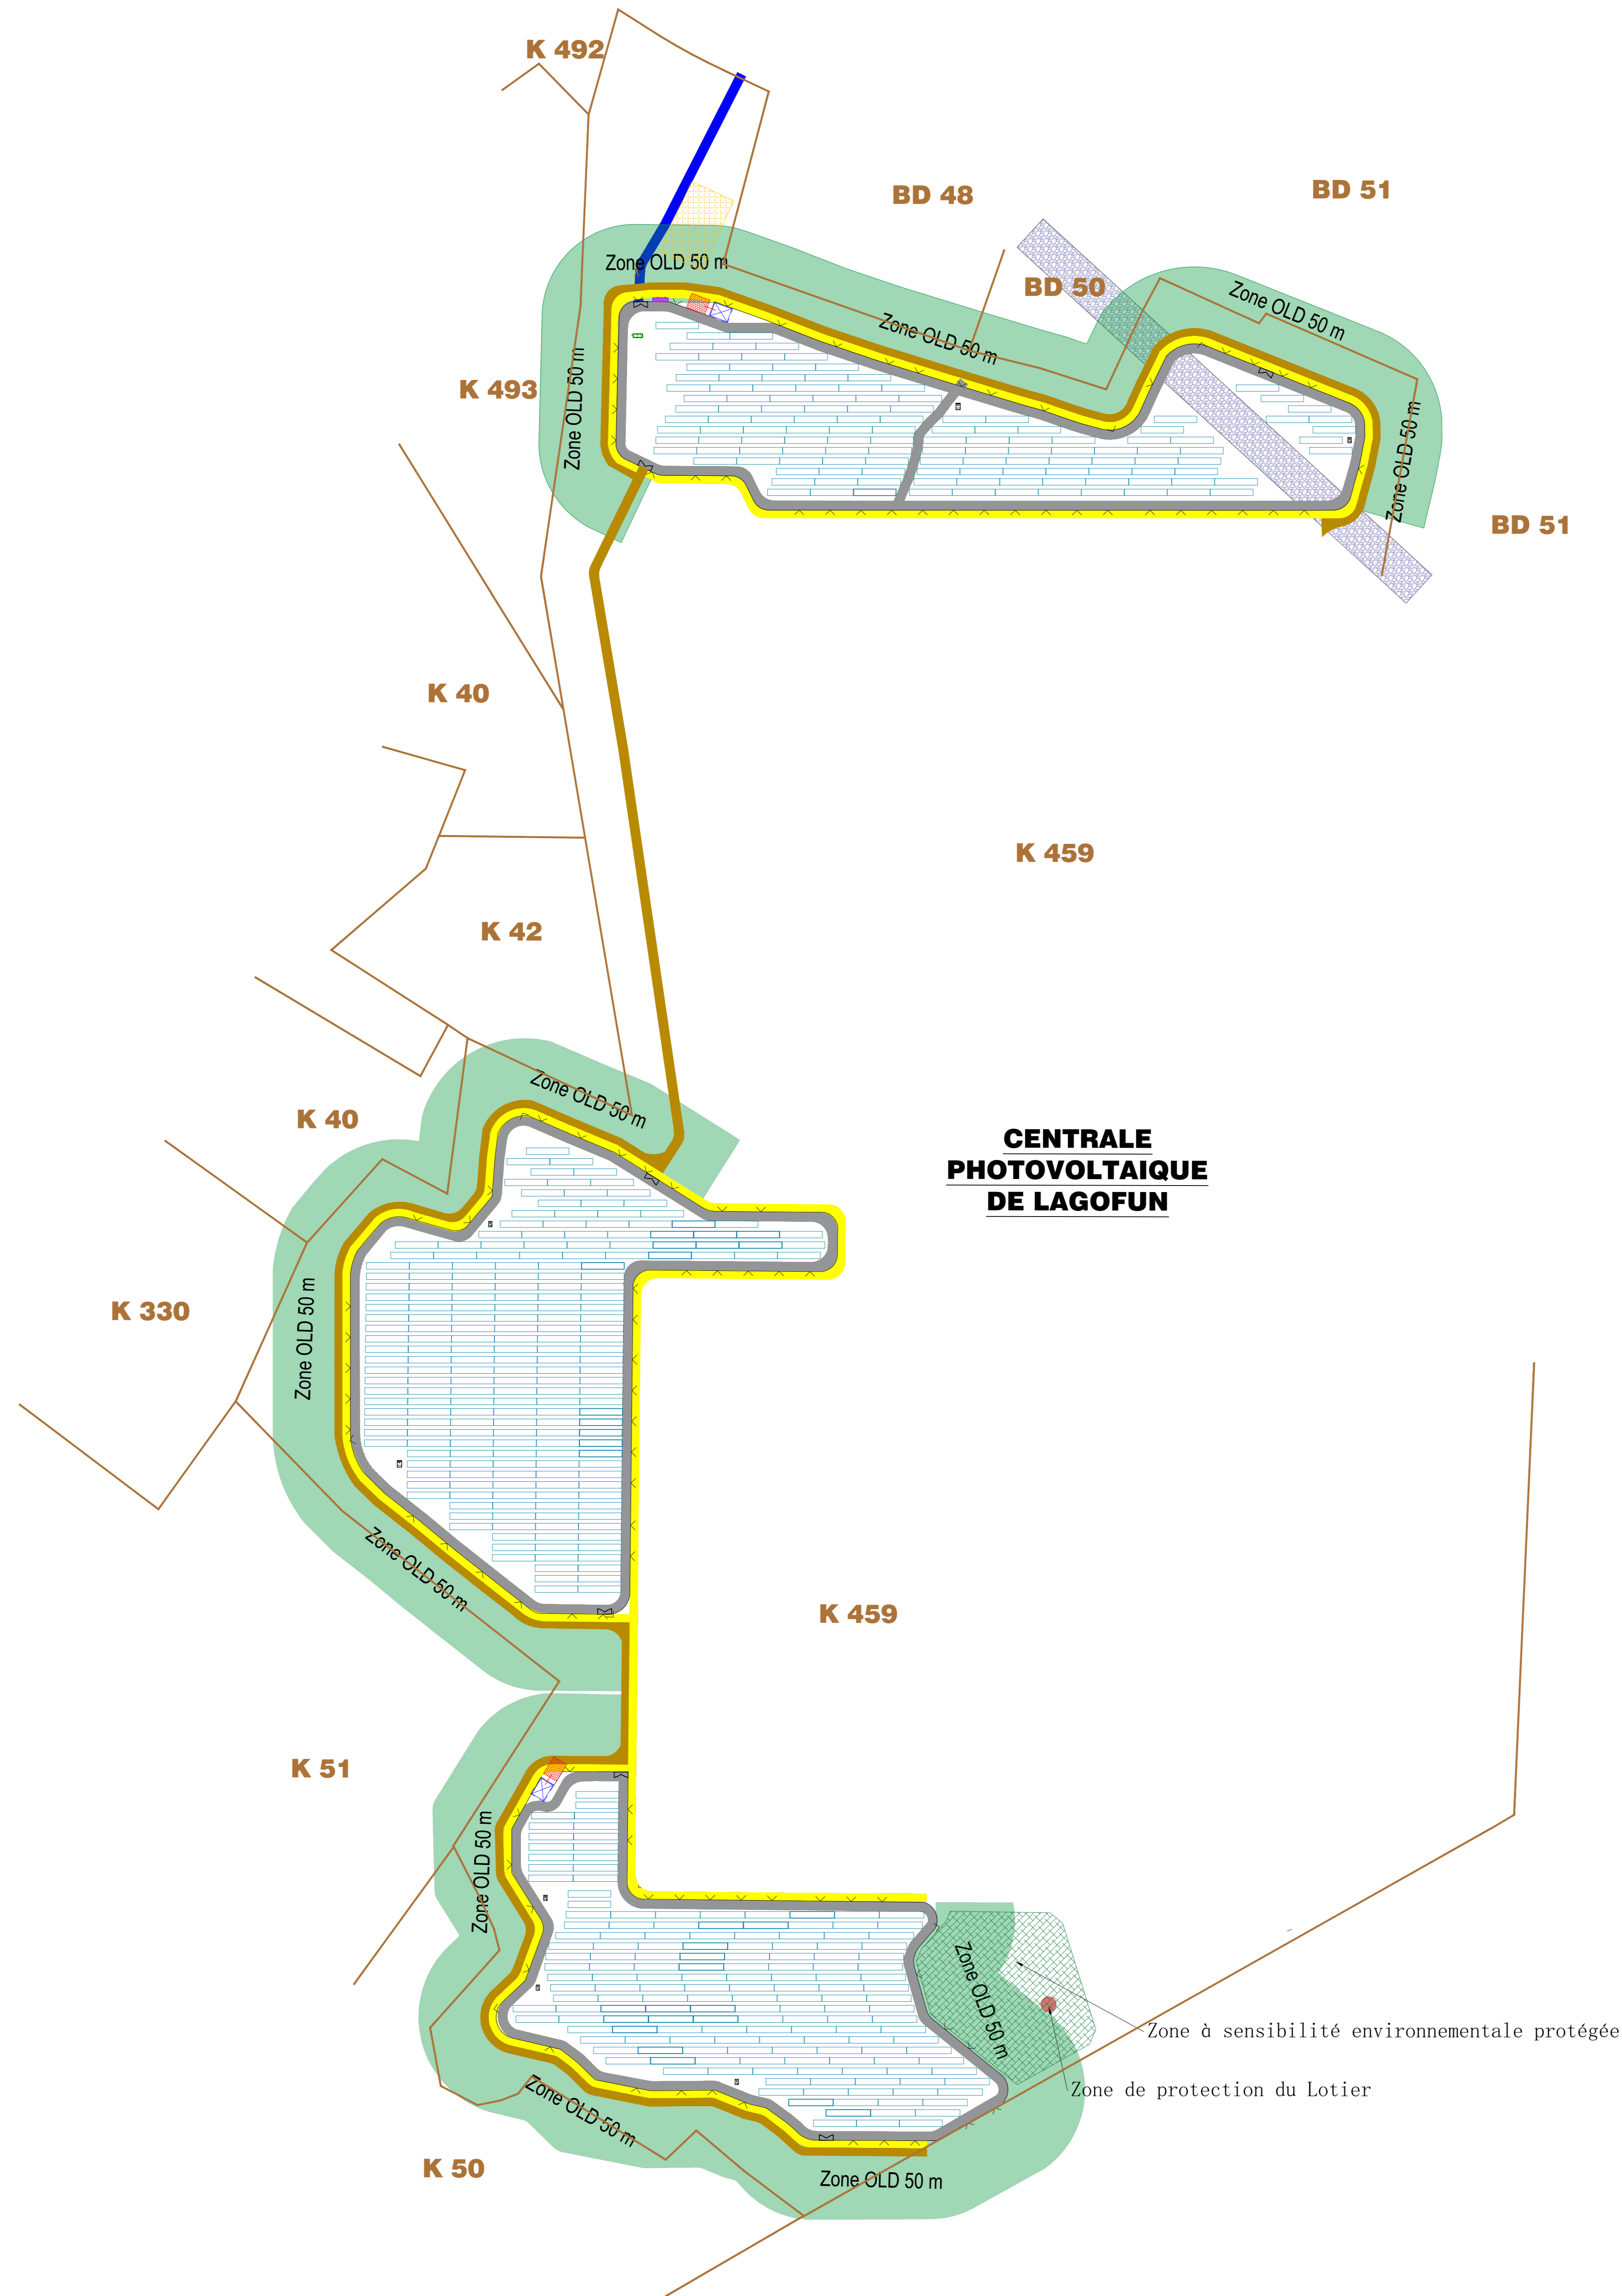 K 492
BD 48
BD 51
Zone OLD 50 m
BD 50
Zone OLD 50 m
Zone OLD 50 m
K 493
Zone OLD 50 m
Zone OLD 50 m
BD 51
K 40
K 459
K 42
Zone OLD 50 m
K 40
CENTRALE
PHOTOVOLTAIQUE
DE LAGOFUN
K 330
Zone OLD 50 m
Zone OLD 50 m
K 459
K 51
Zone OLD 50 m
Zone OLD 50 m
Zone à sensibilité environnementale protégée
Zone de protection du Lotier
Zone OLD 50 m
K 50
Zone OLD 50 m